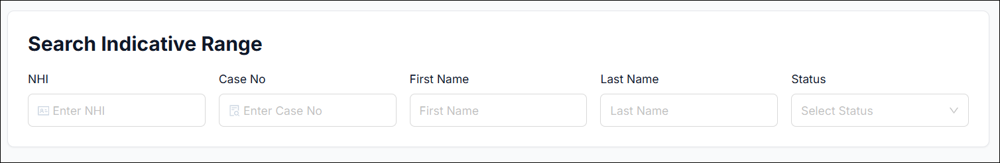 Search Indicative Range
NHI Case No First Name Last Name Status
Enter NHI Enter Case No First Name Last Name Select Status